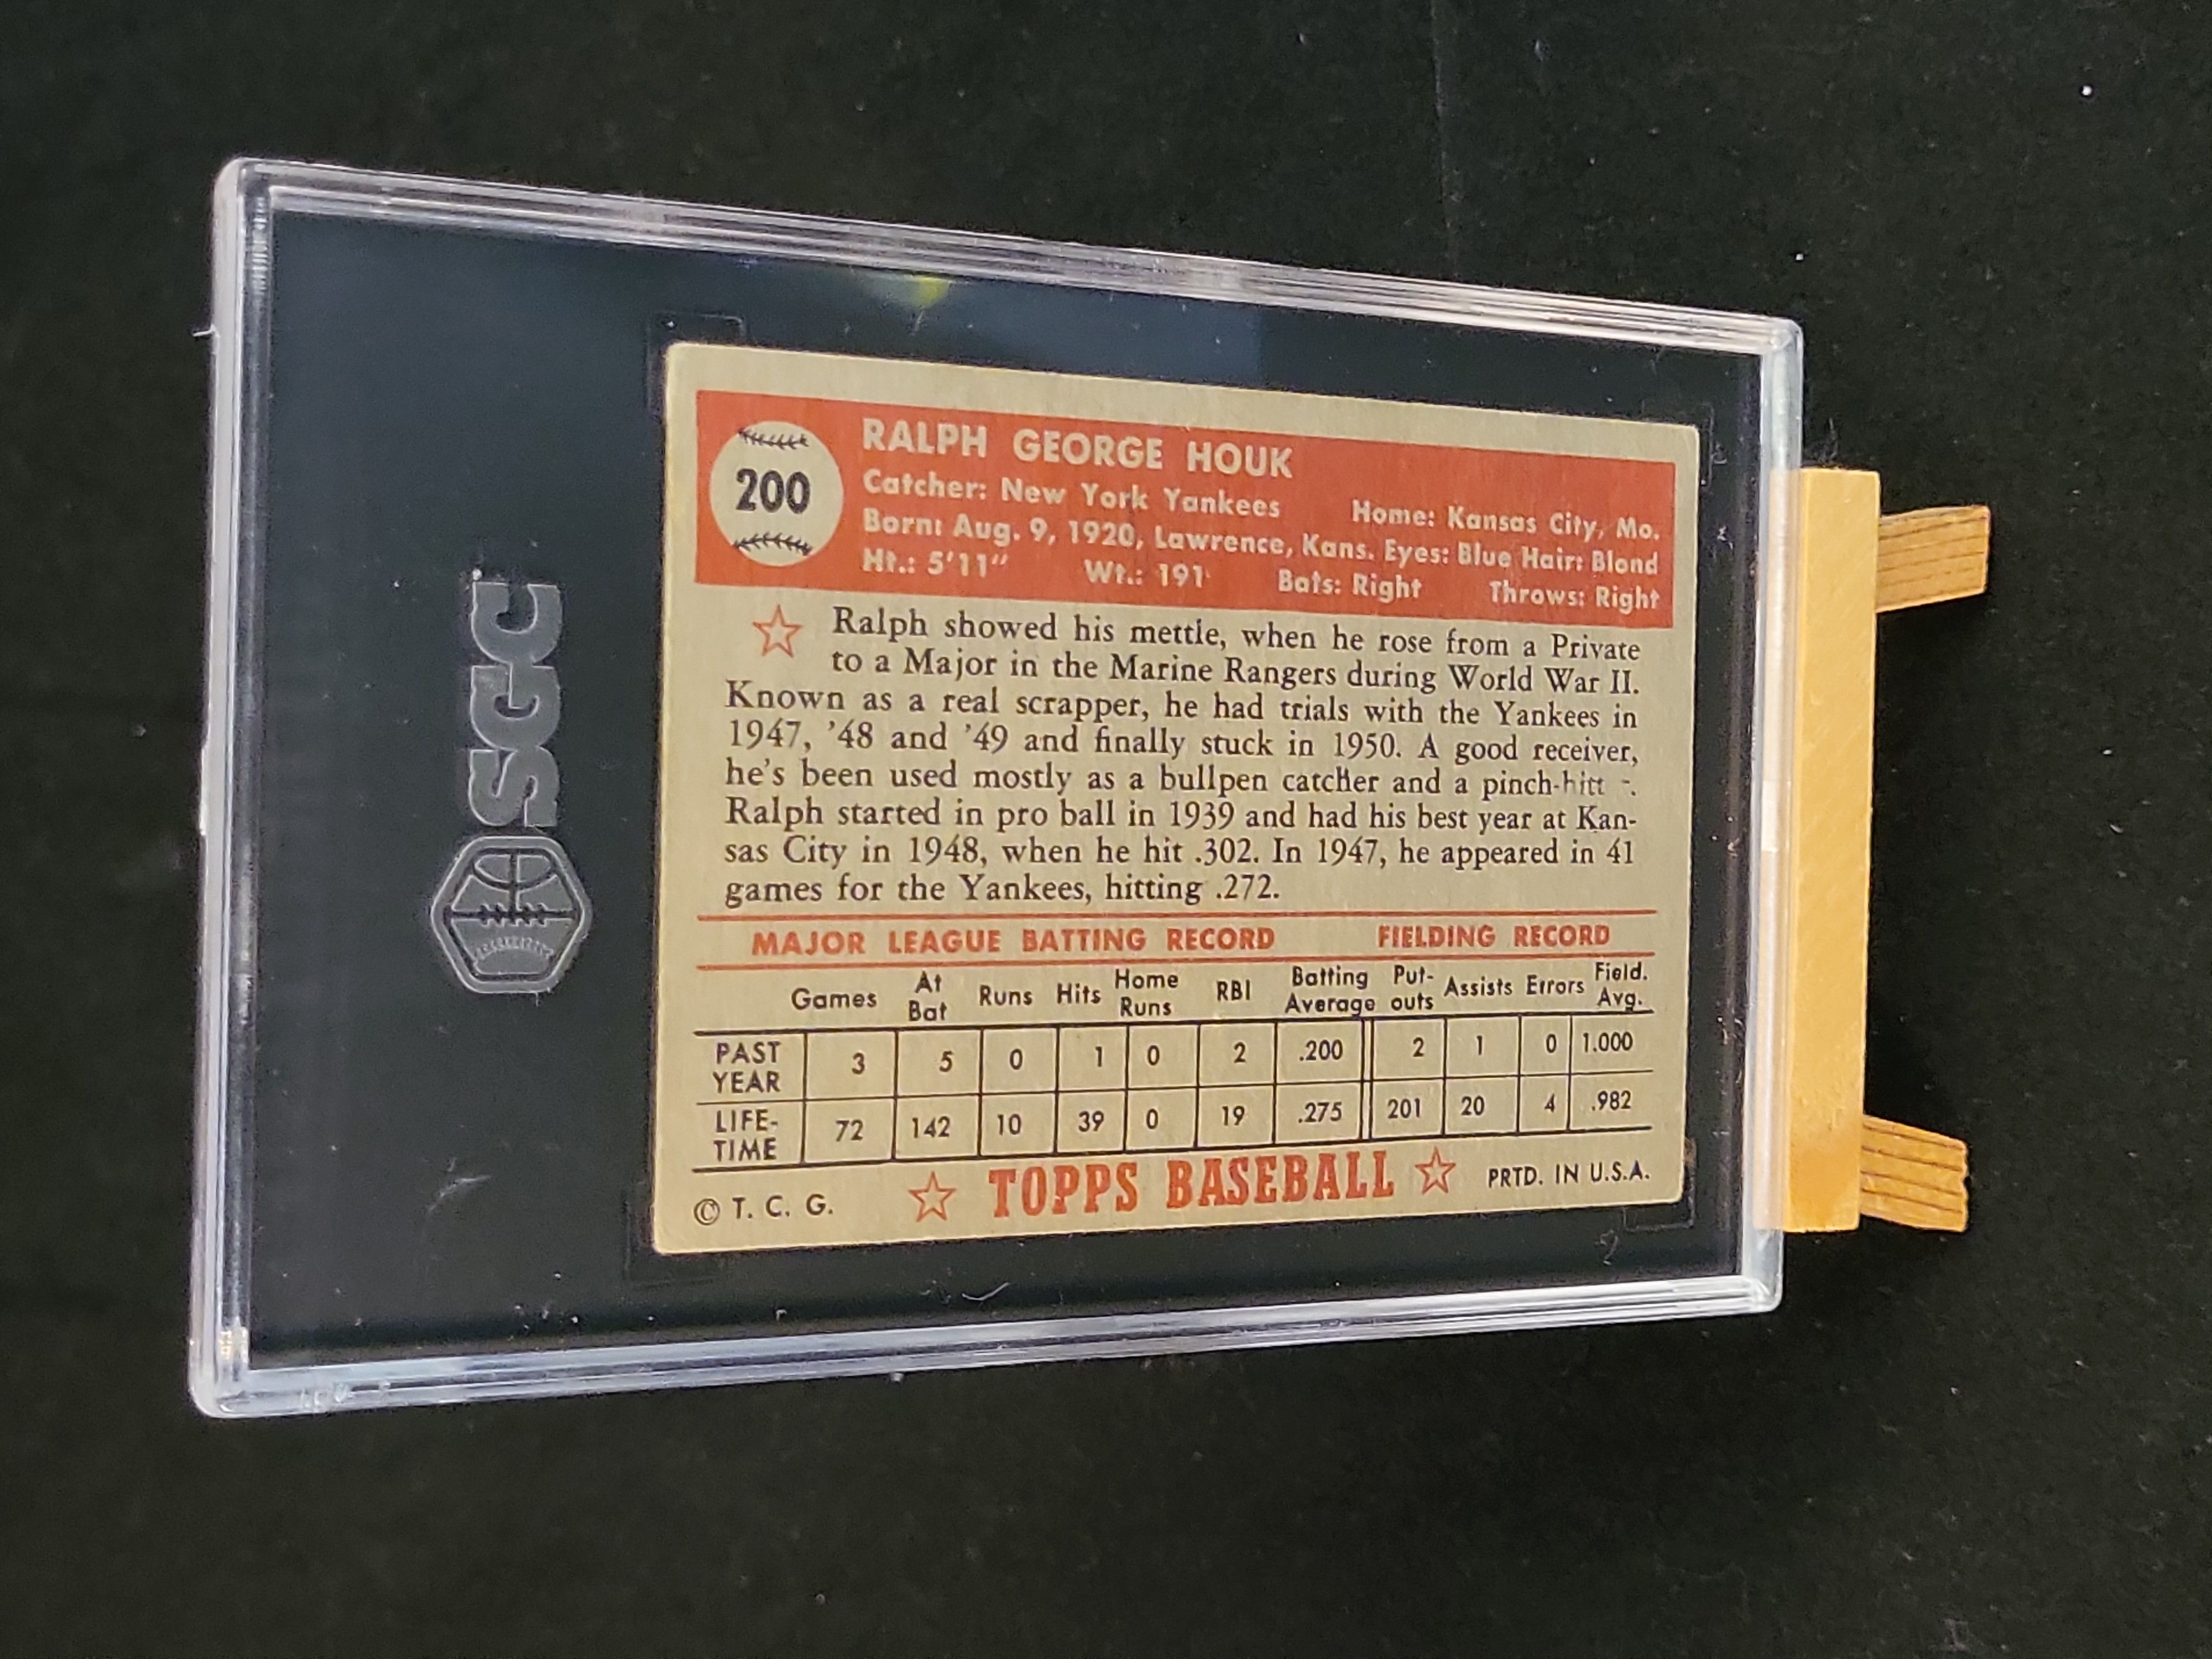 SGC
200
RALPH GEORGE HOUK
Catcher: New York Yankees Home: Kansas City, Mo.
Born: Aug. 9, 1920, Lawrence, Kans. Eyes: Blue Hair: Blond
Ht.: 5'11" Wt.: 191 Bats: Right Throws: Right
Ralph showed his mettle, when he rose from a Private
to a Major in the Marine Rangers during World War II.
Known as a real scrapper, he had trials with the Yankees in
1947, '48 and '49 and finally stuck in 1950. A good receiver,
he's been used mostly as a bullpen catcher and a pinch-hitt .
Ralph started in pro ball in 1939 and had his best year at Kan-
sas City in 1948, when he hit .302. In 1947, he appeared in 41
games for the Yankees, hitting .272.
MAJOR LEAGUE BATTING RECORD FIELDING RECORD
Games At Bat Runs Hits Home Runs RBI Batting Average Put-outs Assists Errors Field. Avg.
PAST YEAR 3 5 0 1 0 2 .200 2 1 0 1.000
LIFE-TIME 72 142 10 39 0 19 .275 201 20 4 .982
© T. C. G. TOPPS BASEBALL PRTD. IN U.S.A.